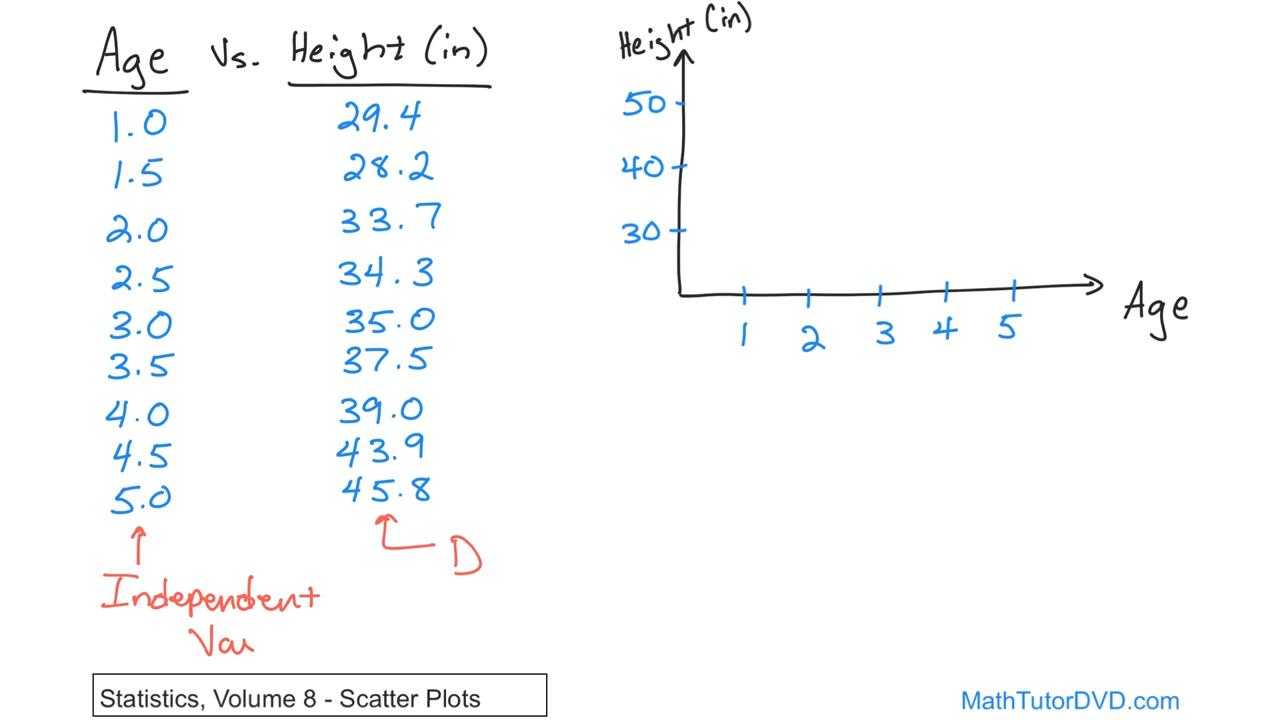 Age Vs. Height (in)
1.0 29.4
1.5 28.2
2.0 33.7
2.5 34.3
3.0 35.0
3.5 37.5
4.0 39.0
4.5 43.9
5.0 45.8
D
Independent
Var
Height (in)
50
40
30
1 2 3 4 5
Age
Statistics, Volume 8 - Scatter Plots
MathTutorDVD.com